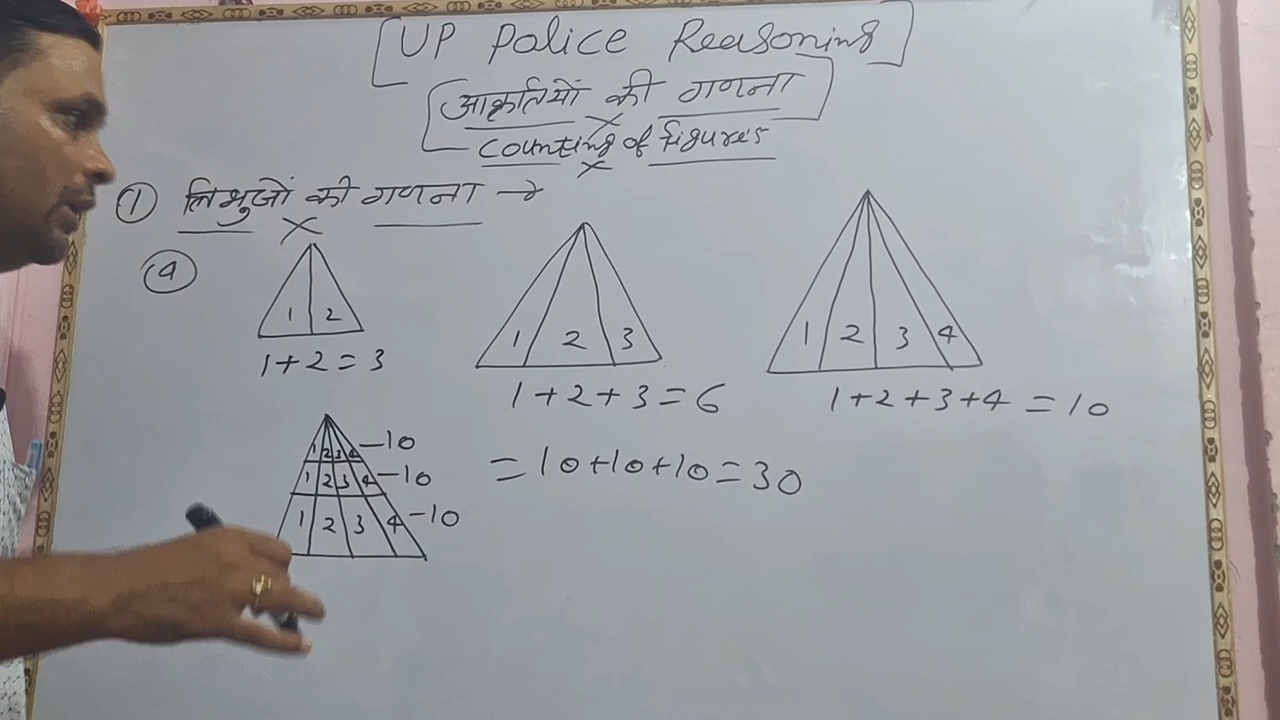 UP Police Reasoning
आकृतियों की गणना
Counting of figures
① त्रिभुजों की गणना →
1 2
1+2=3
1 2 3
1+2+3=6
1 2 3 4
1+2+3+4=10
1 2 3 4 -10
1 2 3 4 -10
1 2 3 4 -10
=10+10+10=30